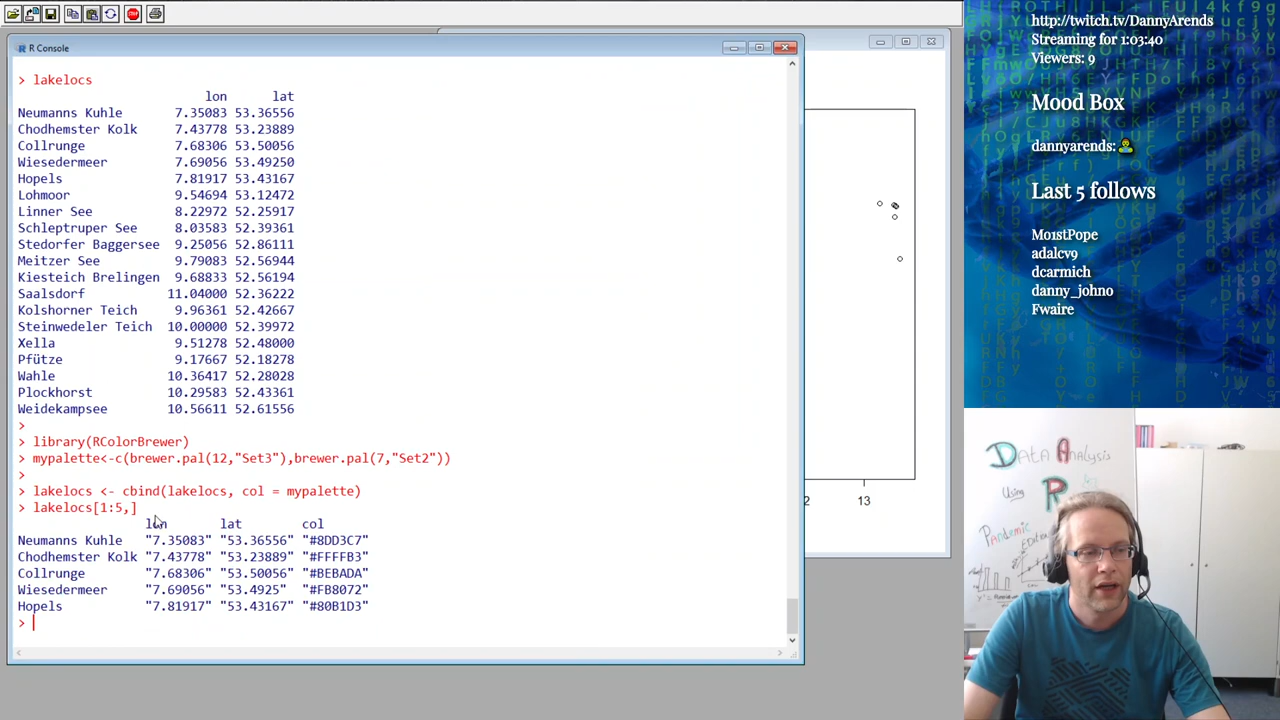 R Console
> lakelocs
lon lat
Neumanns Kuhle 7.35083 53.36556
Chodhemster Kolk 7.43778 53.23889
Collrunge 7.68306 53.50056
Wiesedermeer 7.69056 53.49250
Hopels 7.81917 53.43167
Lohmoor 9.54694 53.12472
Linner See 8.22972 52.25917
Schleptruper See 8.03583 52.39361
Stedorfer Baggersee 9.25056 52.86111
Meitzer See 9.79083 52.56944
Kiesteich Brelingen 9.68833 52.56194
Saalsdorf 11.04000 52.36222
Kolshorner Teich 9.96361 52.42667
Steinwedeler Teich 10.00000 52.39972
Xella 9.51278 52.48000
Pfütze 9.17667 52.18278
Wahle 10.36417 52.28028
Plockhorst 10.29583 52.43361
Weidekampsee 10.56611 52.61556
>
> library(RColorBrewer)
> mypalette<-c(brewer.pal(12,"Set3"),brewer.pal(7,"Set2"))
>
> lakelocs <- cbind(lakelocs, col = mypalette)
> lakelocs[1:5,]
lon lat col
Neumanns Kuhle "7.35083" "53.36556" "#8DD3C7"
Chodhemster Kolk "7.43778" "53.23889" "#FFFFB3"
Collrunge "7.68306" "53.50056" "#BEBADA"
Wiesedermeer "7.69056" "53.4925" "#FB8072"
Hopels "7.81917" "53.43167" "#80B1D3"
>
2 13
http://twitch.tv/DannyArends
Streaming for 1:03:40
Viewers: 9
Mood Box
dannyarends:
Last 5 follows
Mo1stPope
adalcv9
dcarmich
danny_johno
Fwaire
DATA ANALYSIS
Using R
Pandemic
EDITION